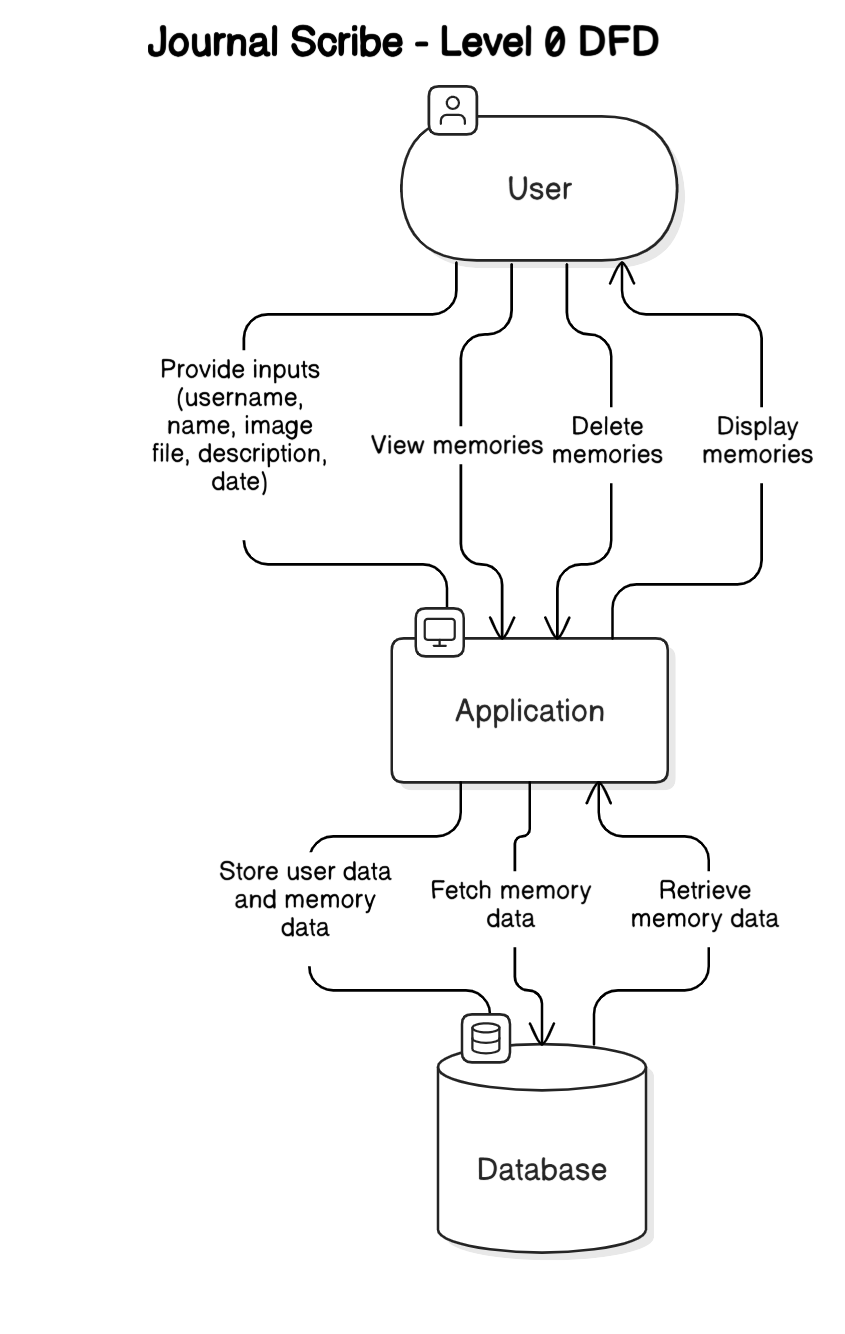 Journal Scribe - Level 0 DFD
User
Provide inputs
(username,
name, image
file, description,
date)
View memories
Delete
memories
Display
memories
Application
Store user data
and memory
data
Fetch memory
data
Retrieve
memory data
Database